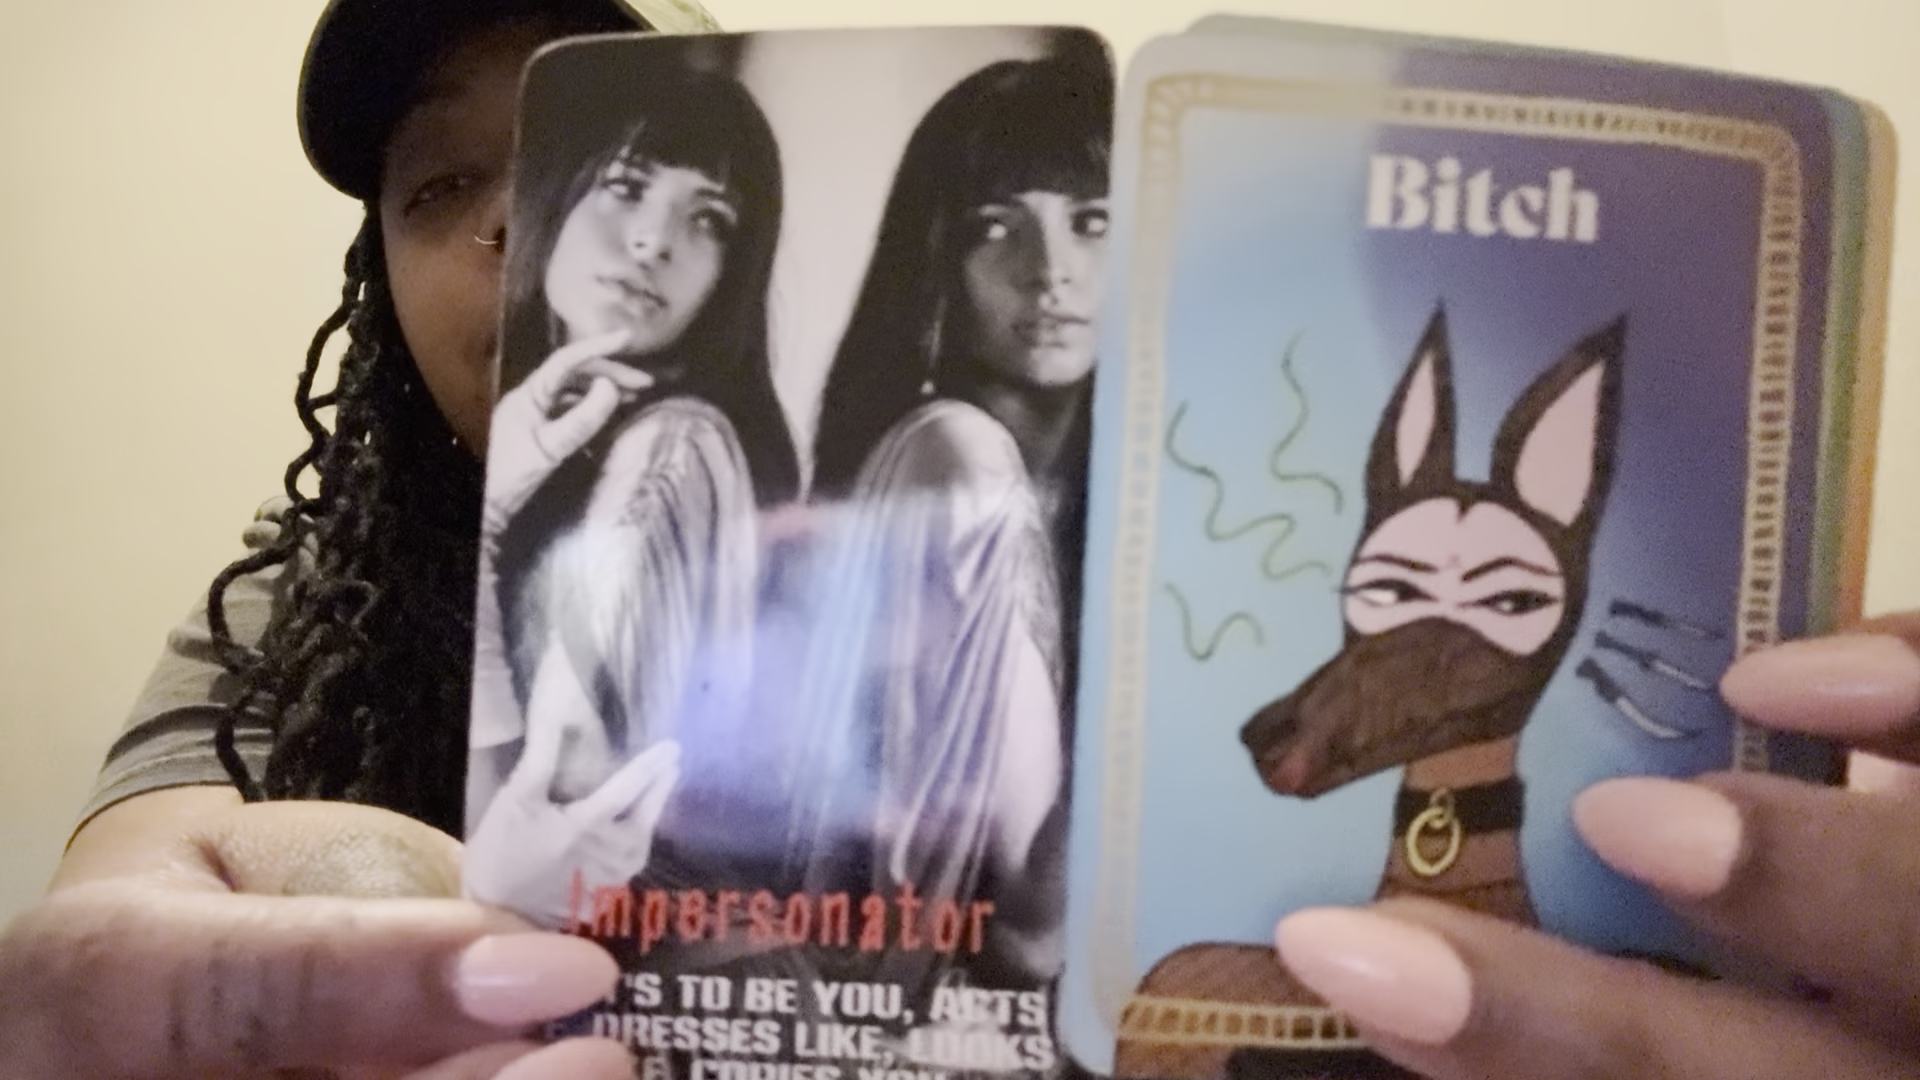 Bitch
Impersonator
'S TO BE YOU, ACTS
DRESSES LIKE, LOOKS
COPIES YOU